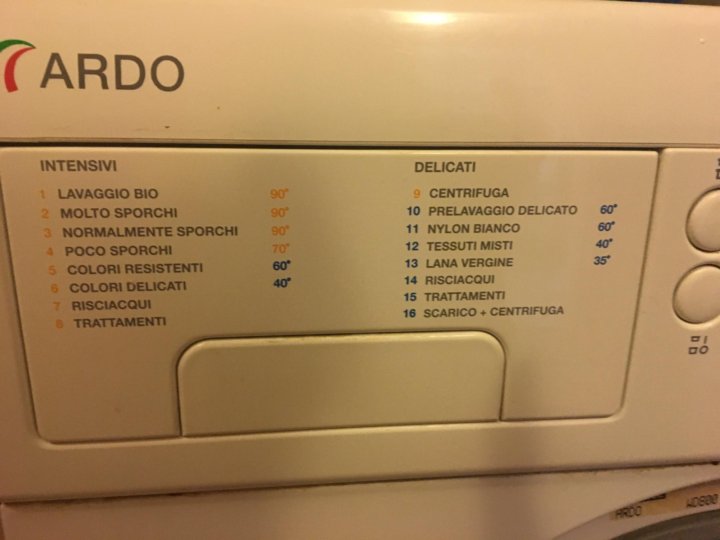 ARDO
INTENSIVI
1 LAVAGGIO BIO 90°
2 MOLTO SPORCHI 90°
3 NORMALMENTE SPORCHI 90°
4 POCO SPORCHI 70°
5 COLORI RESISTENTI 60°
6 COLORI DELICATI 40°
7 RISCIACQUI
8 TRATTAMENTI
DELICATI
9 CENTRIFUGA
10 PRELAVAGGIO DELICATO 60°
11 NYLON BIANCO 60°
12 TESSUTI MISTI 40°
13 LANA VERGINE 35°
14 RISCIACQUI
15 TRATTAMENTI
16 SCARICO + CENTRIFUGA
ARDO WD800